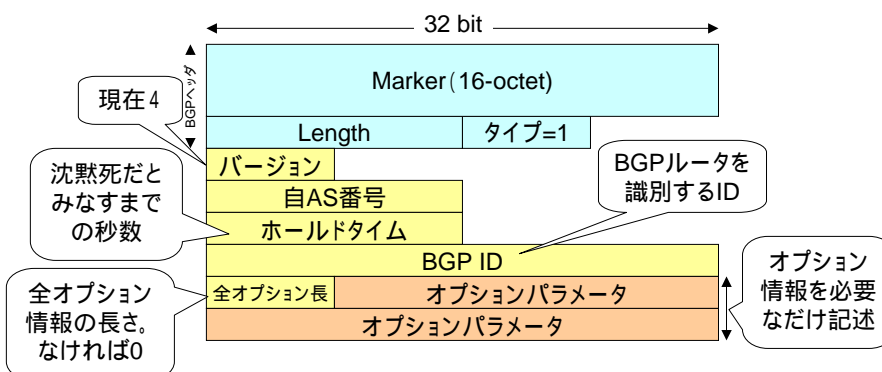 32 bit
BGPヘッダ
Marker(16-octet)
現在4
Length
タイプ=1
バージョン
沈黙死だと
みなすまで
の秒数
自AS番号
ホールドタイム
BGPルータを
識別するID
BGP ID
全オプション
情報の長さ。
なければ0
全オプション長
オプションパラメータ
オプションパラメータ
オプション
情報を必要
なだけ記述